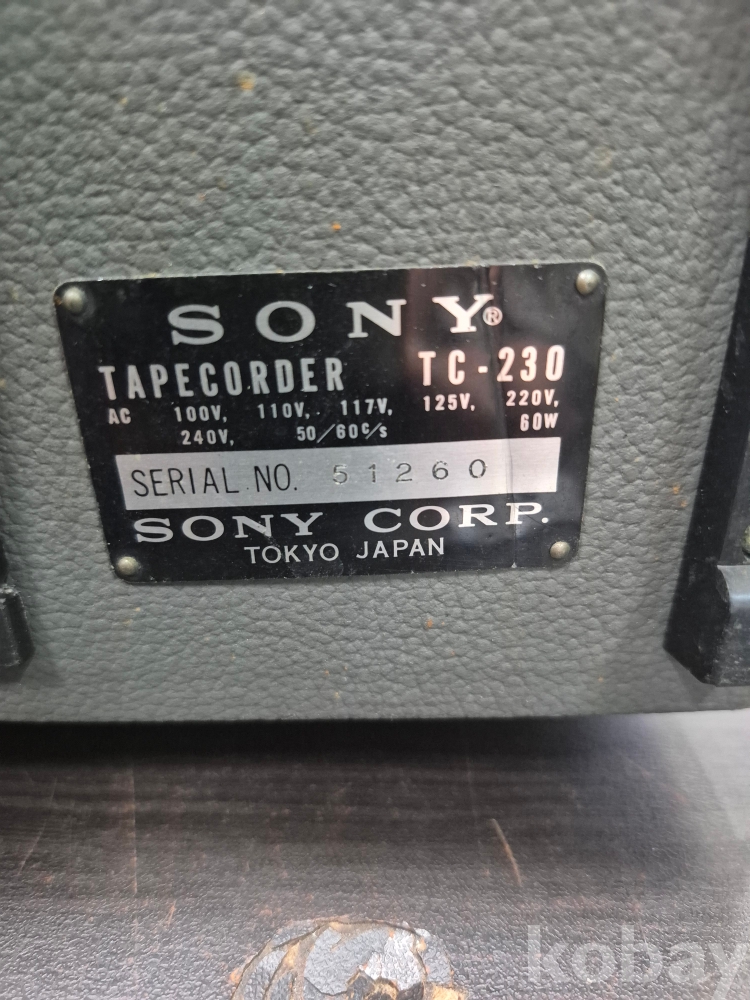 SONY®
TAPECORDER TC-230
AC 100V, 110V, 117V, 125V, 220V,
240V, 50/60c/s 60W
SERIAL NO. 51260
SONY CORP.
TOKYO JAPAN
kobay